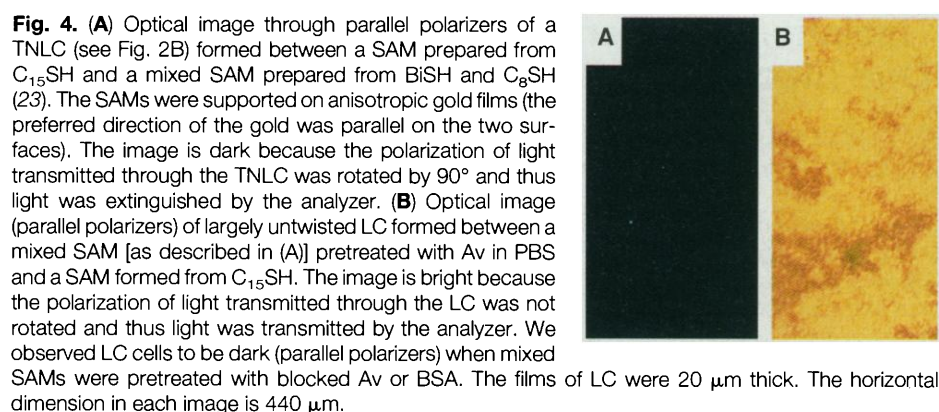 Fig. 4. (A) Optical image through parallel polarizers of a
TNLC (see Fig. 2B) formed between a SAM prepared from
C₁₅SH and a mixed SAM prepared from BiSH and C₈SH
(23). The SAMs were supported on anisotropic gold films (the
preferred direction of the gold was parallel on the two sur-
faces). The image is dark because the polarization of light
transmitted through the TNLC was rotated by 90° and thus
light was extinguished by the analyzer. (B) Optical image
(parallel polarizers) of largely untwisted LC formed between a
mixed SAM [as described in (A)] pretreated with Av in PBS
and a SAM formed from C₁₅SH. The image is bright because
the polarization of light transmitted through the LC was not
rotated and thus light was transmitted by the analyzer. We
observed LC cells to be dark (parallel polarizers) when mixed
SAMs were pretreated with blocked Av or BSA. The films of LC were 20 μm thick. The horizontal
dimension in each image is 440 μm.
A
B